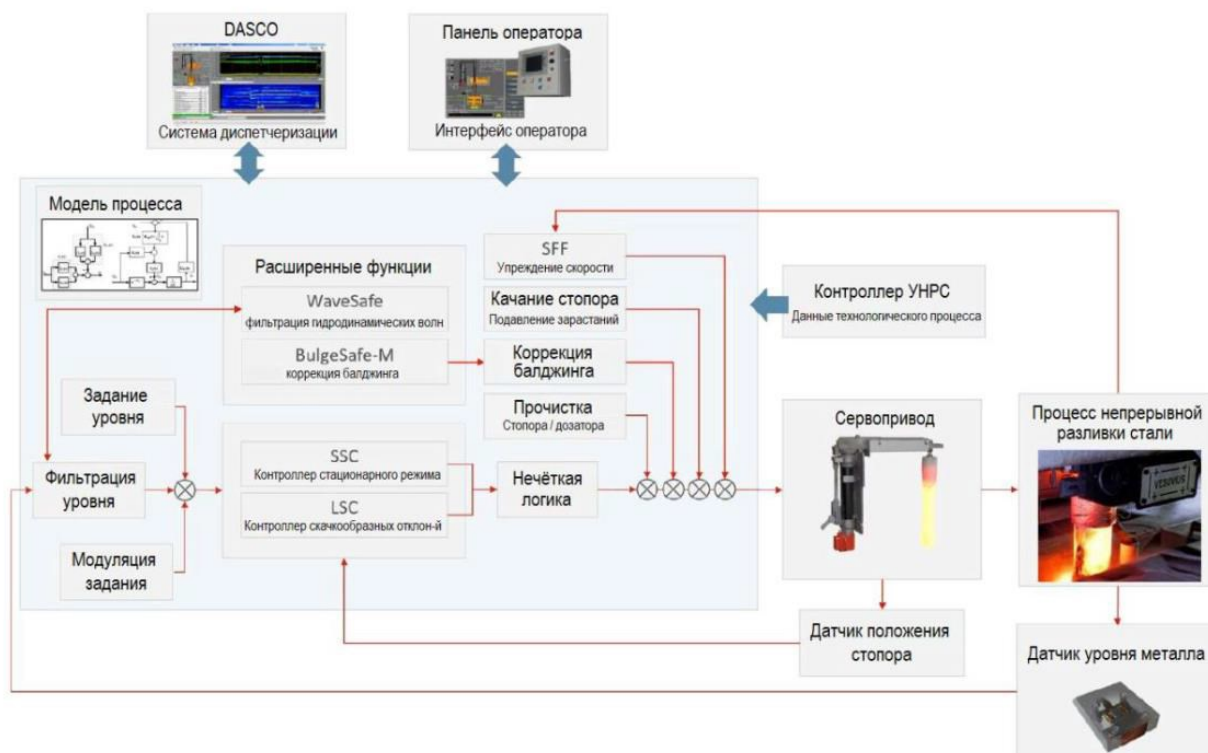 DASCO
Система диспетчеризации
Панель оператора
Интерфейс оператора
Модель процесса
Расширенные функции
WaveSafe
фильтрация гидродинамических волн
BulgeSafe-M
коррекция балджинга
SFF
Упреждение скорости
Качание стопора
Подавление зарастаний
Коррекция
балджинга
Прочистка
Стопора / дозатора
Контроллер УНРС
Данные технологического процесса
Задание
уровня
Фильтрация
уровня
Модуляция
задания
SSC
Контроллер стационарного режима
LSC
Контроллер скачкообразных отклон-й
Нечёткая
логика
Сервопривод
Процесс непрерывной
разливки стали
VESUVIUS
Датчик положения
стопора
Датчик уровня металла